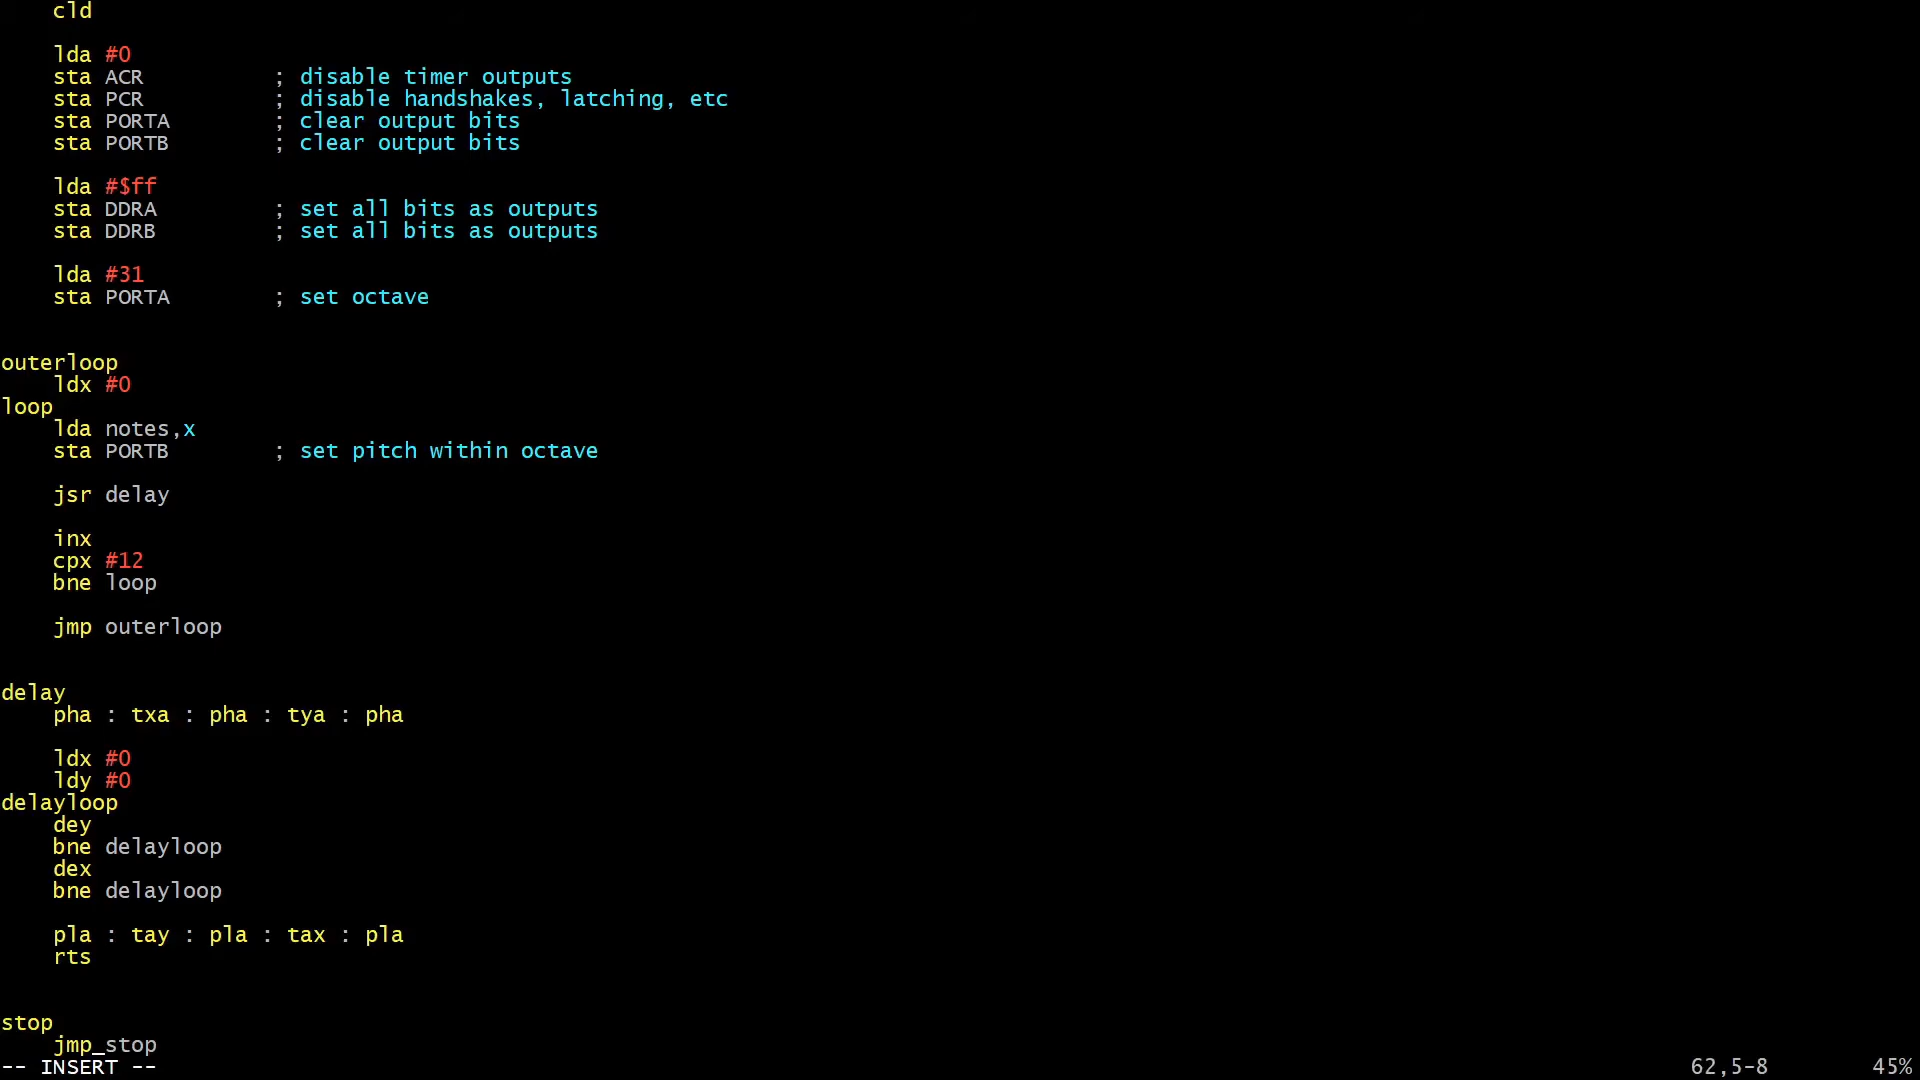 cld
lda #0
sta ACR ; disable timer outputs
sta PCR ; disable handshakes, latching, etc
sta PORTA ; clear output bits
sta PORTB ; clear output bits
lda #$ff
sta DDRA ; set all bits as outputs
sta DDRB ; set all bits as outputs
lda #31
sta PORTA ; set octave
outerloop
ldx #0
loop
lda notes,x
sta PORTB ; set pitch within octave
jsr delay
inx
cpx #12
bne loop
jmp outerloop
delay
pha : txa : pha : tya : pha
ldx #0
ldy #0
delayloop
dey
bne delayloop
dex
bne delayloop
pla : tay : pla : tax : pla
rts
stop
jmp stop
-- INSERT -- 62,5-8 45%